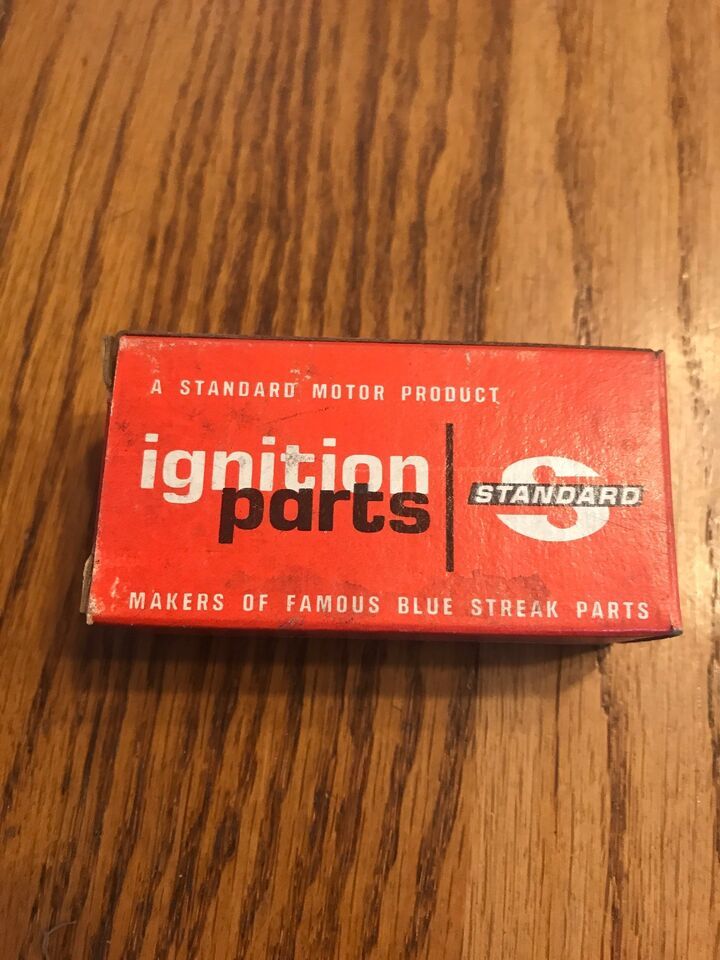 A STANDARD MOTOR PRODUCT
ignition
parts
S
STANDARD
MAKERS OF FAMOUS BLUE STREAK PARTS